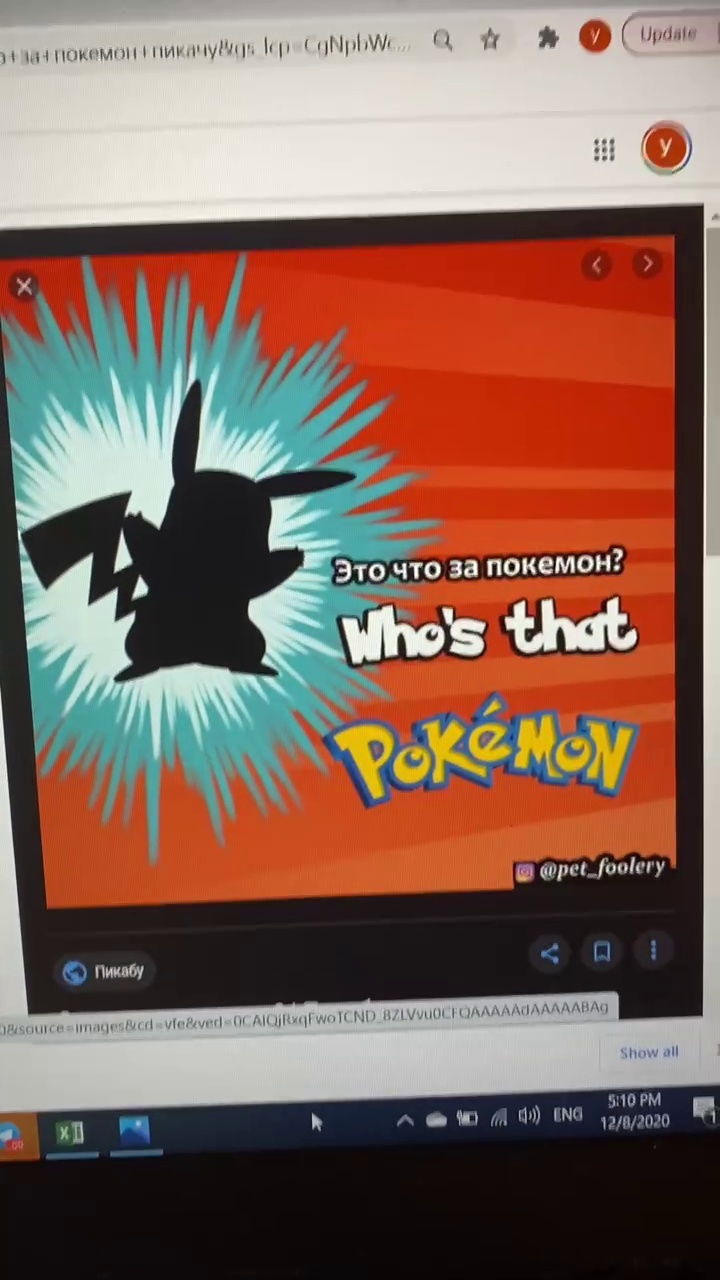 за+покемон+пикачу&gs_lcp=CgNpbWc...
y
Update
y
Это что за покемон?
Who's that
POKéMON
@pet_foolery
Пикабу
&source=images&cd=vfe&ved=0CAIQjRxqFwoTCND_8ZLVvu0CFQAAAAAdAAAAABAg
Show all
ENG
5:10 PM
12/8/2020